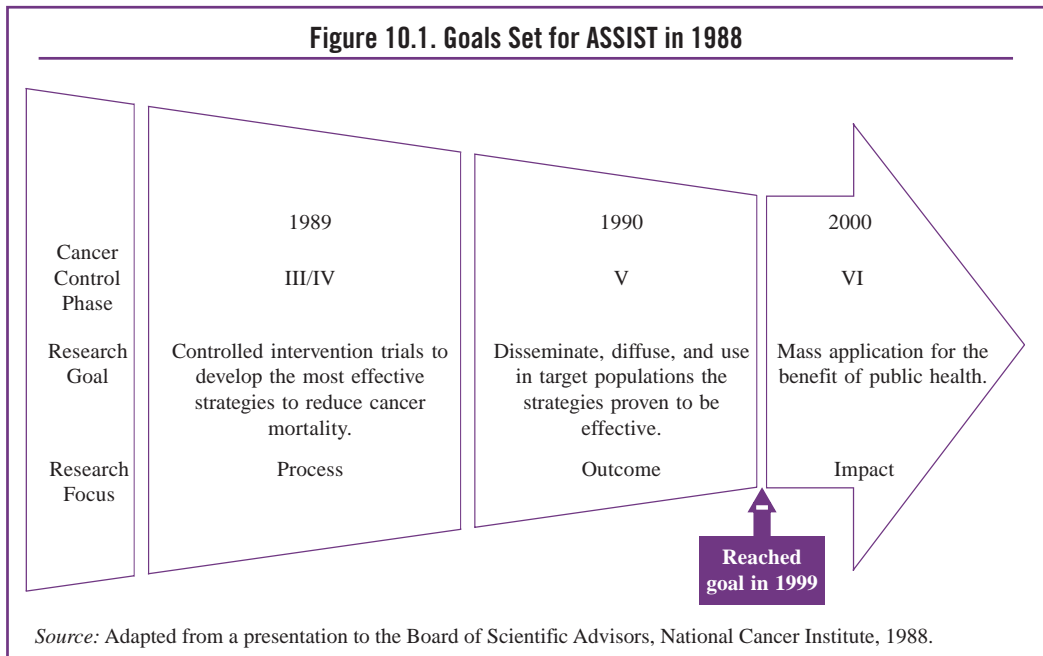 Figure 10.1. Goals Set for ASSIST in 1988
1989
1990
2000
Cancer
Control
Phase
III/IV
V
VI
Research
Goal
Controlled intervention trials to
develop the most effective
strategies to reduce cancer
mortality.
Disseminate, diffuse, and use
in target populations the
strategies proven to be
effective.
Mass application for the
benefit of public health.
Research
Focus
Process
Outcome
Impact
Reached
goal in 1999
Source: Adapted from a presentation to the Board of Scientific Advisors, National Cancer Institute, 1988.